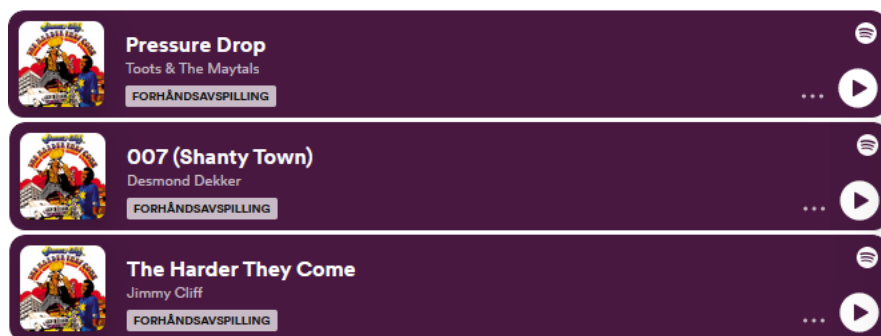 Pressure Drop
Toots & The Maytals
FORHÅNDSAVSPILLING
007 (Shanty Town)
Desmond Dekker
FORHÅNDSAVSPILLING
The Harder They Come
Jimmy Cliff
FORHÅNDSAVSPILLING